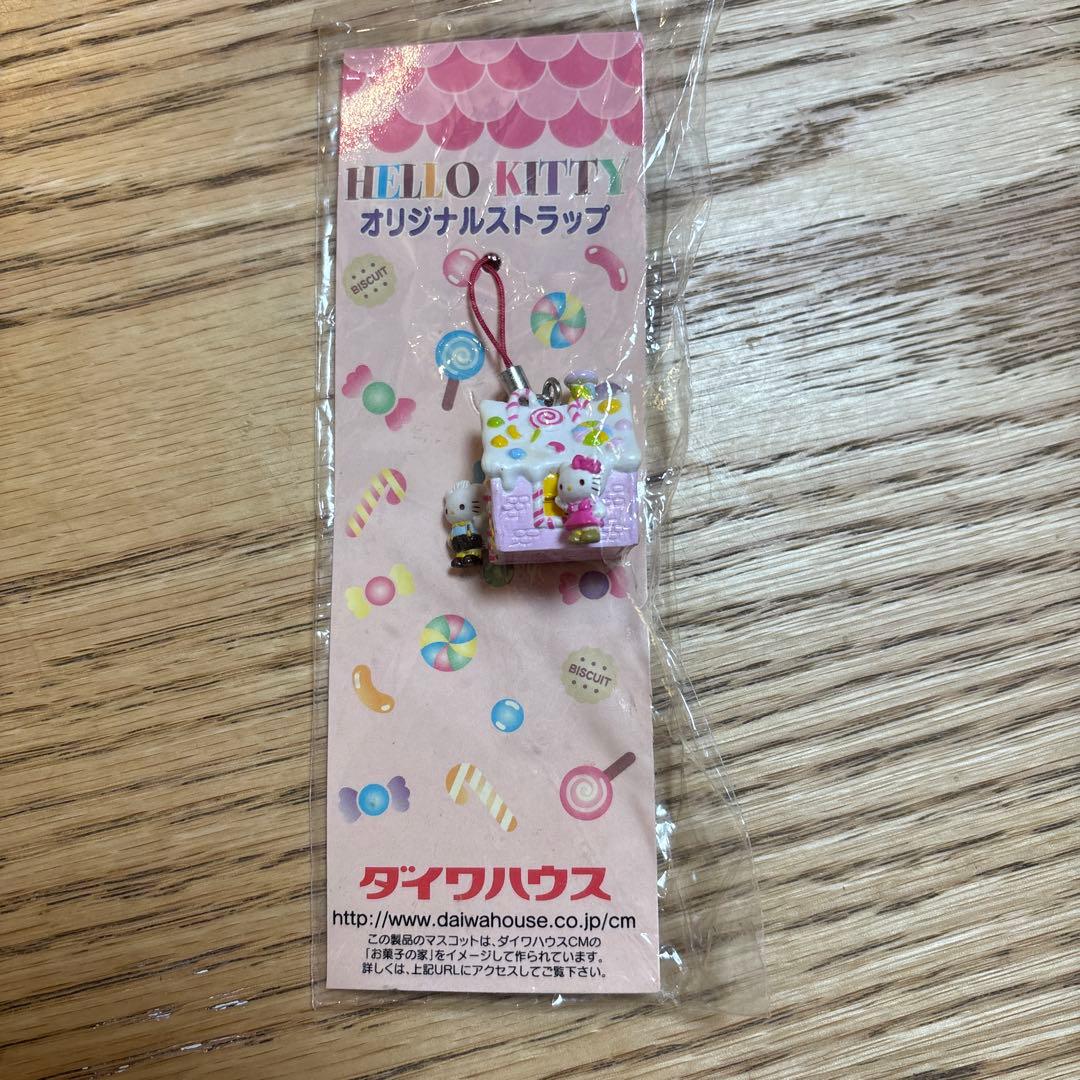 HELLO KITTY
オリジナルストラップ
BISCUIT
BISCUIT
ダイワハウス
http://www.daiwahouse.co.jp/cm
この製品のマスコットは、ダイワハウスCMの
「お菓子の家」をイメージして作られています。
詳しくは、上記URLにアクセスしてご覧下さい。